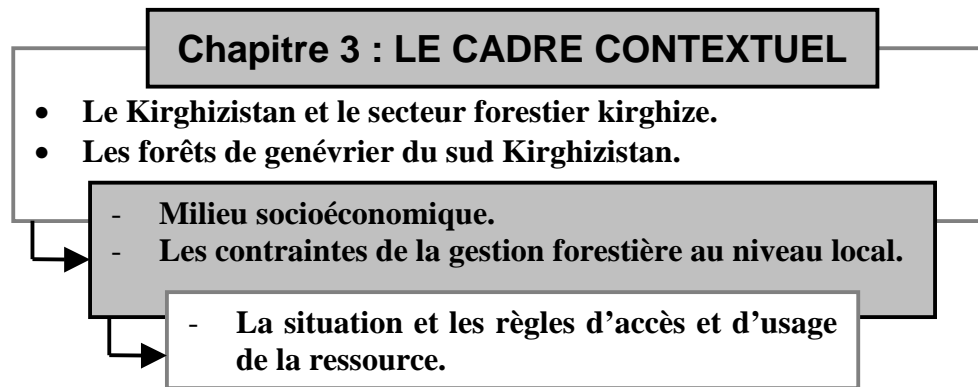 Chapitre 3 : LE CADRE CONTEXTUEL
• Le Kirghizistan et le secteur forestier kirghize.
• Les forêts de genévrier du sud Kirghizistan.
- Milieu socioéconomique.
- Les contraintes de la gestion forestière au niveau local.
- La situation et les règles d’accès et d’usage
de la ressource.